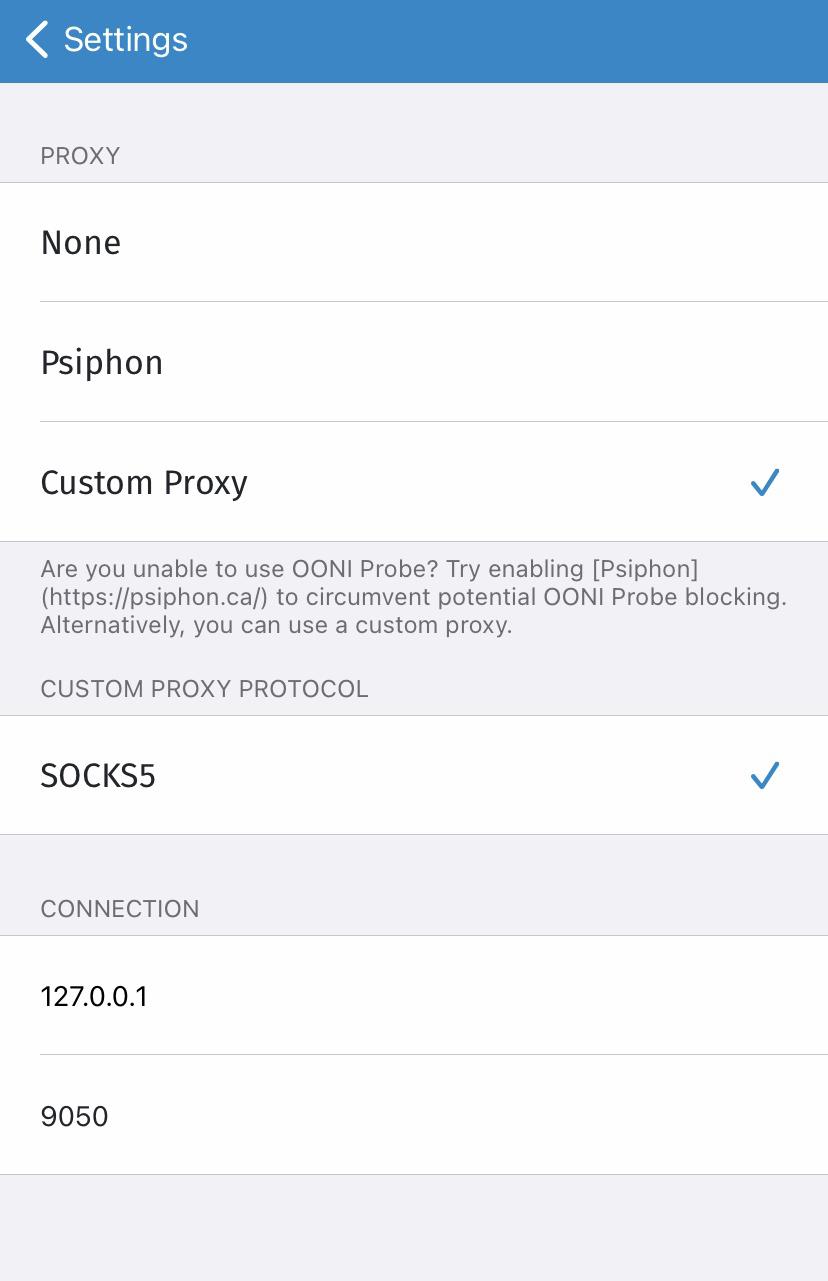 Settings
PROXY
None
Psiphon
Custom Proxy
Are you unable to use OONI Probe? Try enabling [Psiphon]
(https://psiphon.ca/) to circumvent potential OONI Probe blocking.
Alternatively, you can use a custom proxy.
CUSTOM PROXY PROTOCOL
SOCKS5
CONNECTION
127.0.0.1
9050